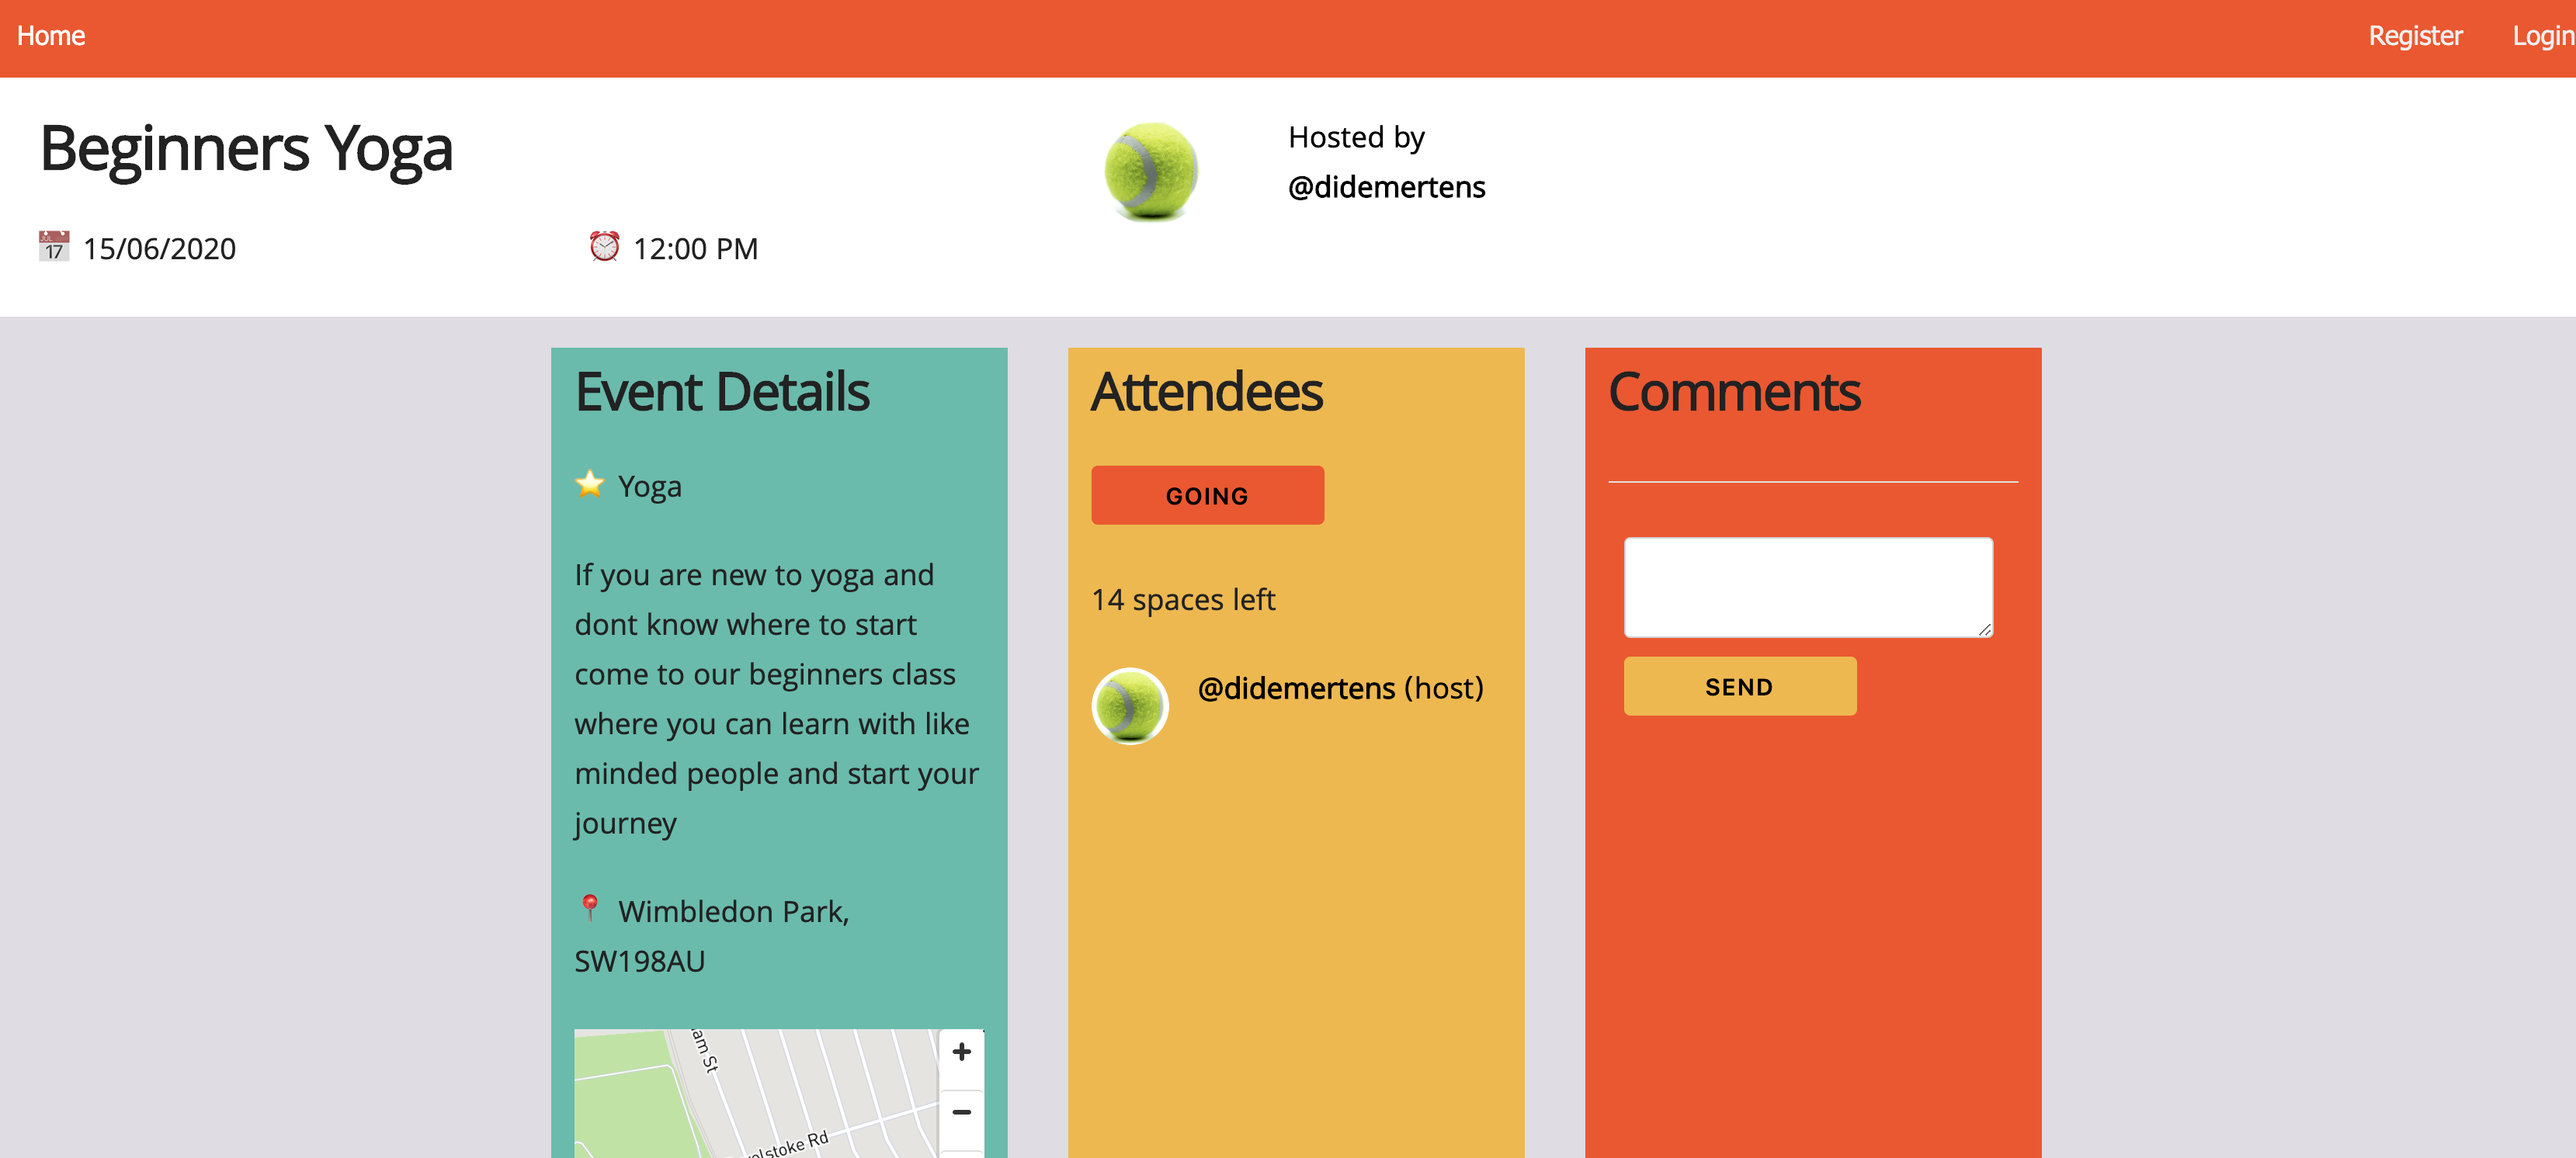 Home
Register
Login
Beginners Yoga
Hosted by
@didemertens
JUL
17
15/06/2020
12:00 PM
Event Details
Yoga
If you are new to yoga and
dont know where to start
come to our beginners class
where you can learn with like
minded people and start your
journey
Wimbledon Park,
SW198AU
St
Rd
+
−
Attendees
GOING
14 spaces left
@didemertens (host)
Comments
SEND